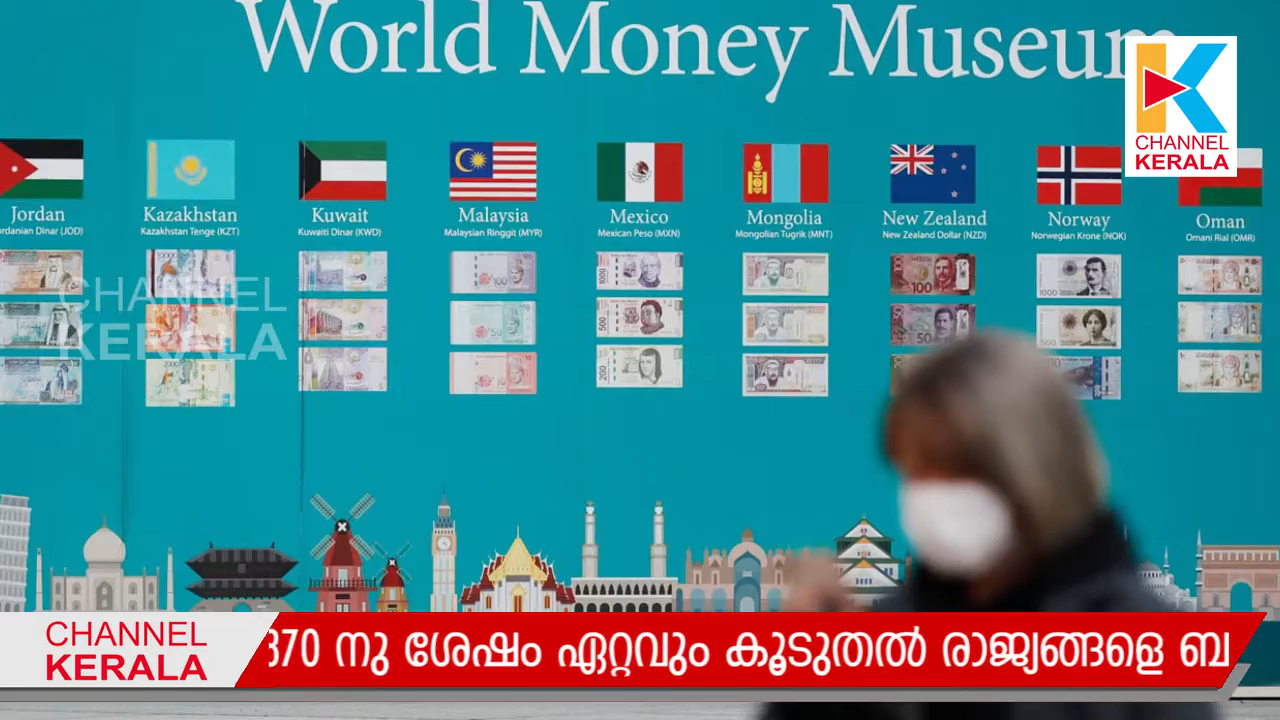 World Money Museum
CHANNEL
KERALA
Jordan
Kazakhstan
Kuwait
Malaysia
Mexico
Mongolia
New Zealand
Norway
Oman
Jordanian Dinar (JOD)
Kazakhstan Tenge (KZT)
Kuwaiti Dinar (KWD)
Malaysian Ringgit (MYR)
Mexican Peso (MXN)
Mongolian Tugrik (MNT)
New Zealand Dollar (NZD)
Norwegian Krone (NOK)
Omani Rial (OMR)
CHANNEL
KERALA
CHANNEL
KERALA
870 നു ശേഷം ഏറ്റവും കൂടുതൽ രാജ്യങ്ങളെ ബ